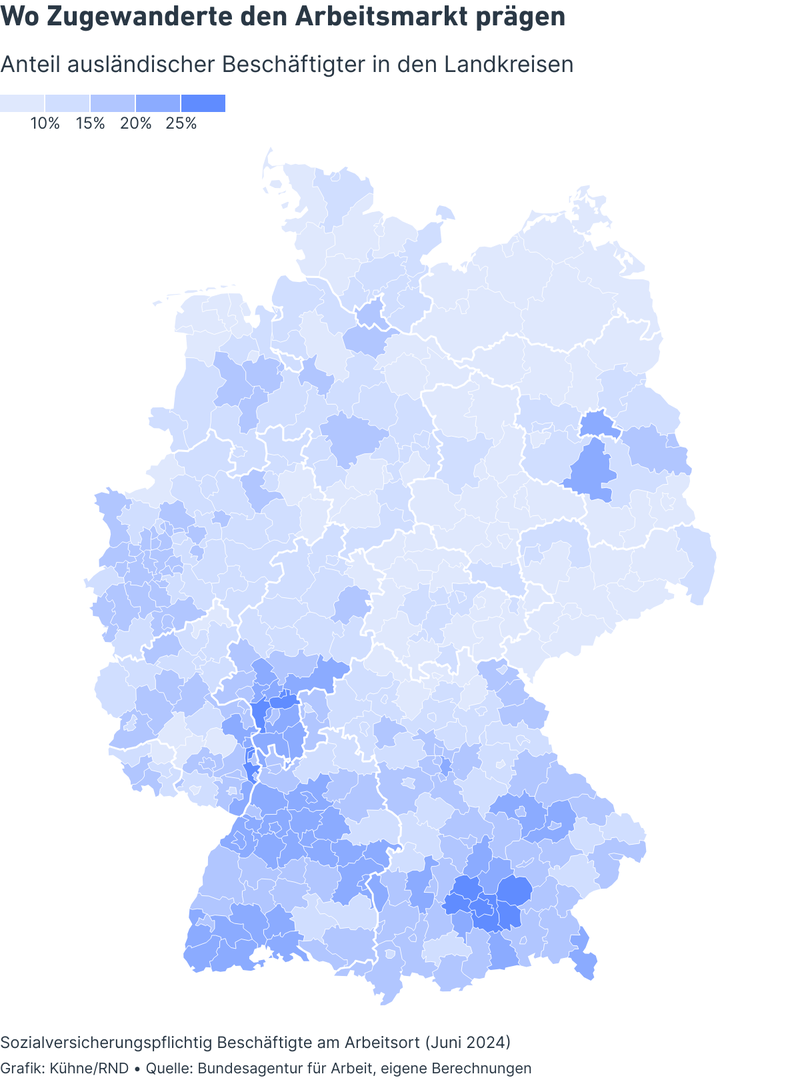 Wo Zugewanderte den Arbeitsmarkt prägen
Anteil ausländischer Beschäftigter in den Landkreisen
10% 15% 20% 25%
Sozialversicherungspflichtig Beschäftigte am Arbeitsort (Juni 2024)
Grafik: Kühne/RND • Quelle: Bundesagentur für Arbeit, eigene Berechnungen